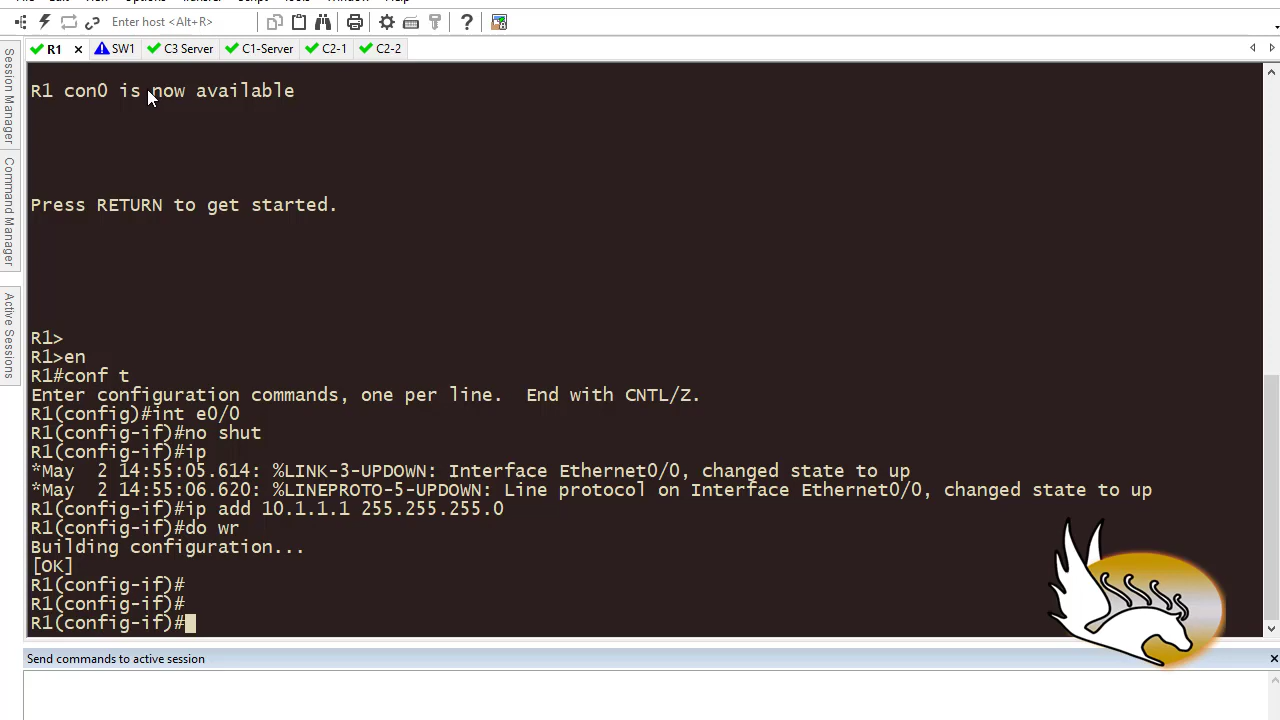 Enter host <Alt+R>
R1 SW1 C3 Server C1-Server C2-1 C2-2
Session Manager
Command Manager
Active Sessions
R1 con0 is now available
Press RETURN to get started.
R1>
R1>en
R1#conf t
Enter configuration commands, one per line.  End with CNTL/Z.
R1(config)#int e0/0
R1(config-if)#no shut
R1(config-if)#ip
*May  2 14:55:05.614: %LINK-3-UPDOWN: Interface Ethernet0/0, changed state to up
*May  2 14:55:06.620: %LINEPROTO-5-UPDOWN: Line protocol on Interface Ethernet0/0, changed state to up
R1(config-if)#ip add 10.1.1.1 255.255.255.0
R1(config-if)#do wr
Building configuration...
[OK]
R1(config-if)#
R1(config-if)#
R1(config-if)#
Send commands to active session